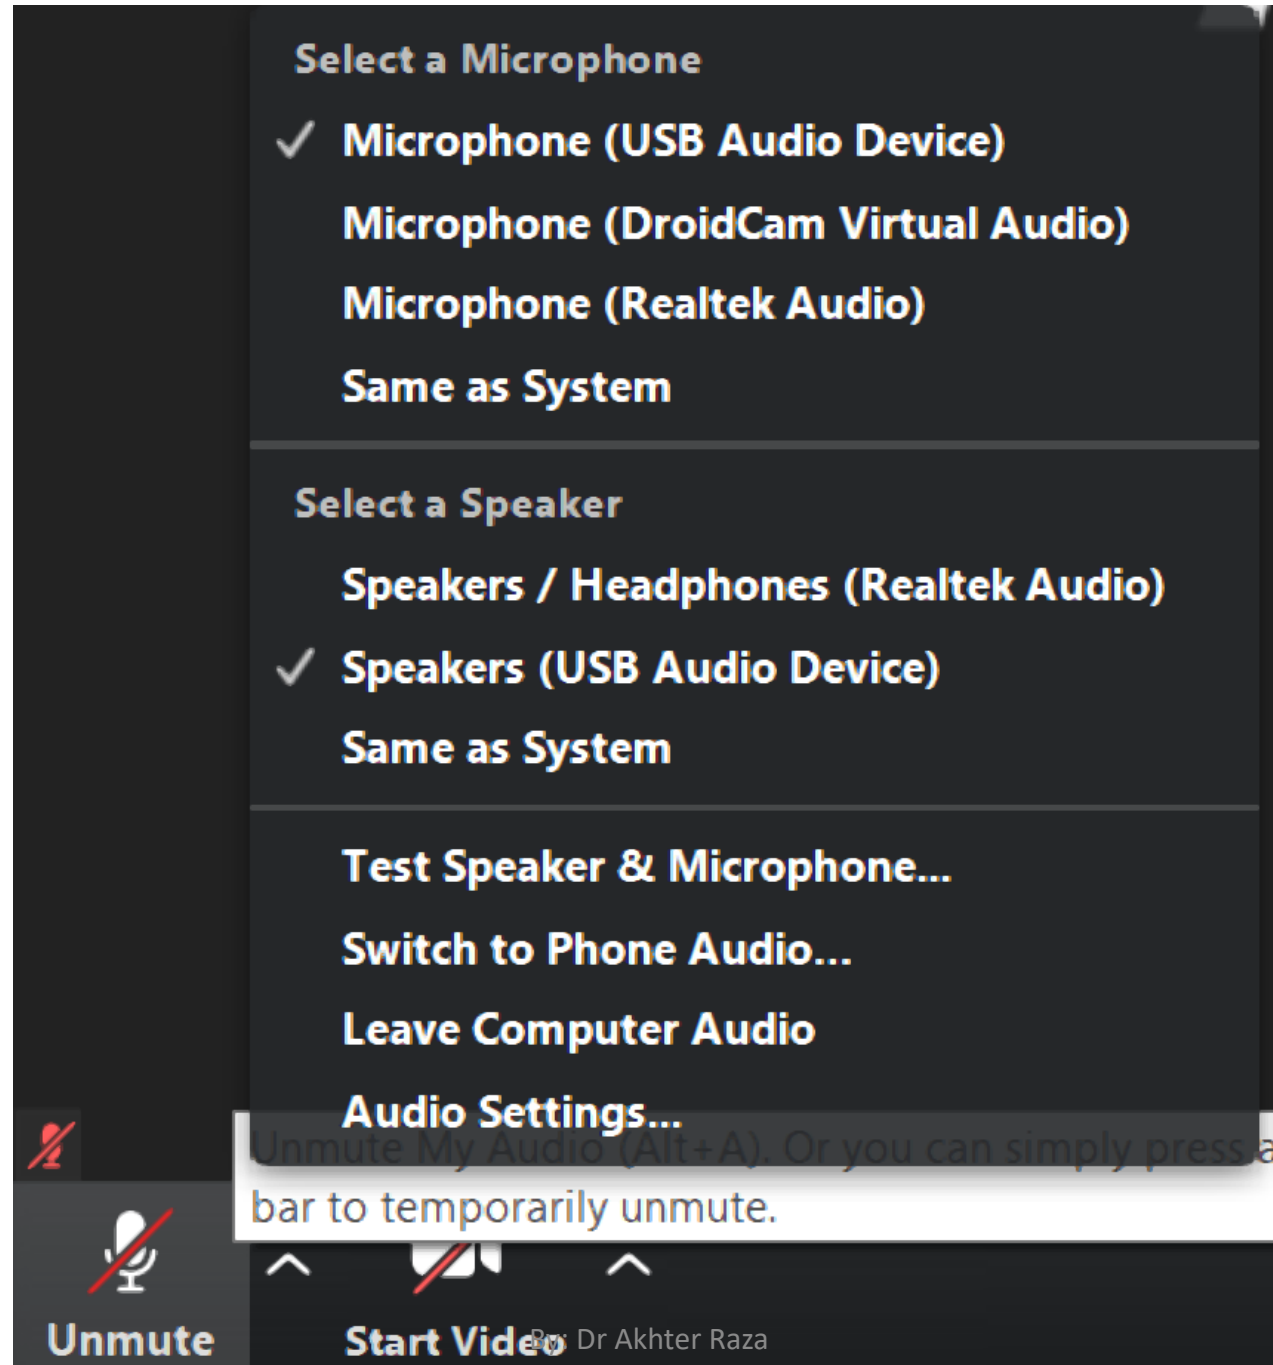 Select a Microphone
Microphone (USB Audio Device)
Microphone (DroidCam Virtual Audio)
Microphone (Realtek Audio)
Same as System
Select a Speaker
Speakers / Headphones (Realtek Audio)
Speakers (USB Audio Device)
Same as System
Test Speaker & Microphone...
Switch to Phone Audio...
Leave Computer Audio
Audio Settings...
Unmute My Audio (Alt+A). Or you can simply press a
bar to temporarily unmute.
Unmute
Start Video
By: Dr Akhter Raza